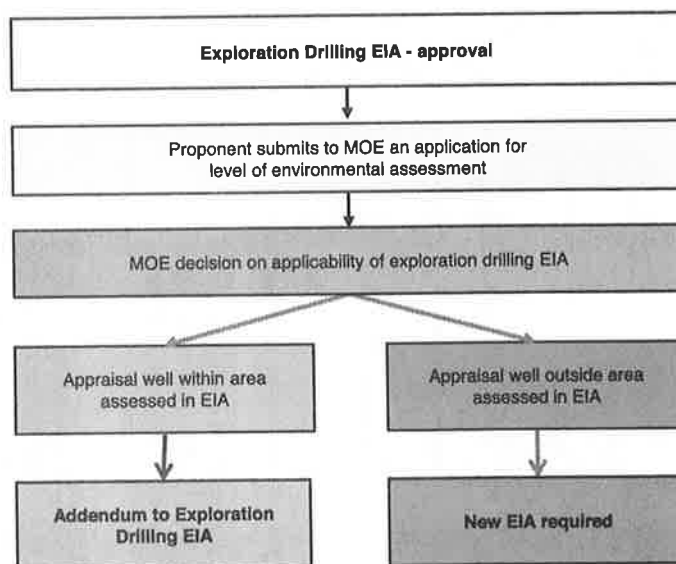 Exploration Drilling EIA - approval
Proponent submits to MOE an application for
level of environmental assessment
MOE decision on applicability of exploration drilling EIA
Appraisal well within area
assessed in EIA
Appraisal well outside area
assessed in EIA
Addendum to Exploration
Drilling EIA
New EIA required